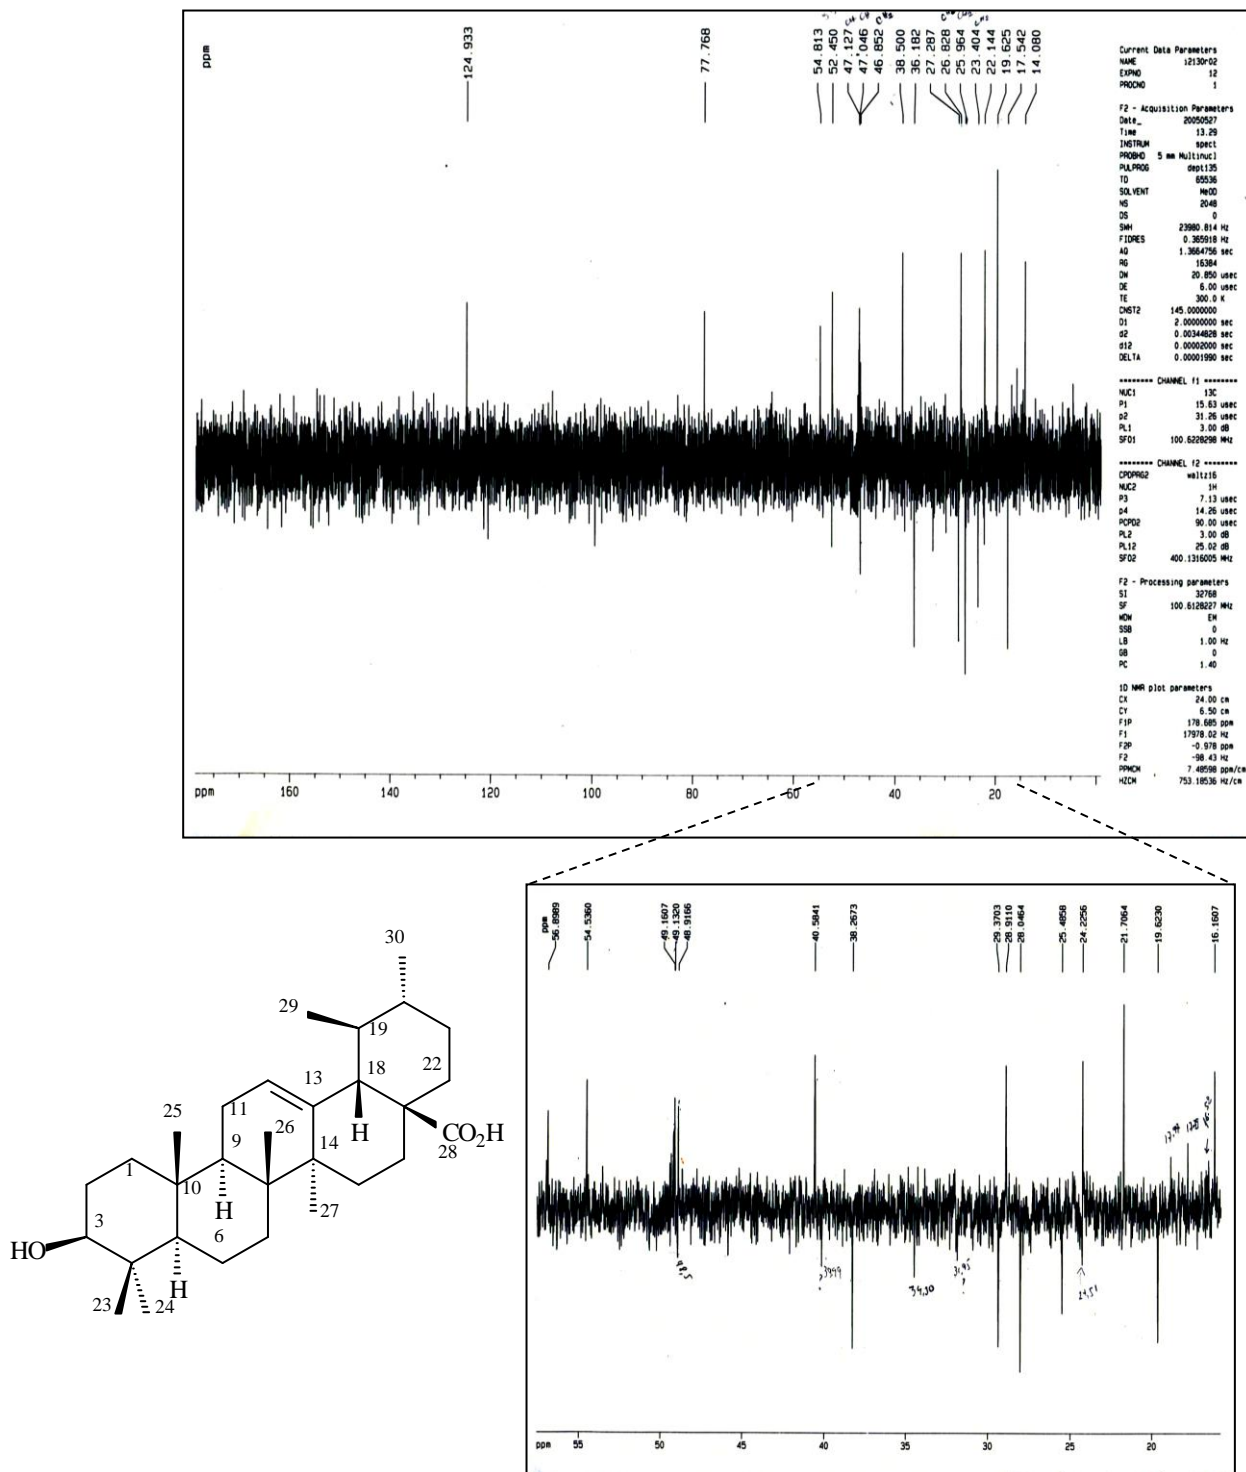 ppm
124.933
77.768
54.813
52.450
47.127
47.046
46.852
38.500
36.182
27.287
26.828
25.964
23.404
22.144
19.625
17.542
14.080
Current Data Parameters
NAME i2130r02
EXPNO 12
PROCNO 1
F2 - Acquisition Parameters
Date_ 20050527
Time 13.29
INSTRUM spect
PROBHD 5 mm Multinucl
PULPROG dept135
TD 65536
SOLVENT MeOD
NS 2048
DS 0
SWH 23980.814 Hz
FIDRES 0.365918 Hz
AQ 1.3664756 sec
RG 16384
DW 20.850 usec
DE 6.00 usec
TE 300.0 K
CNST2 145.0000000
D1 2.00000000 sec
d2 0.00344828 sec
d12 0.00002000 sec
DELTA 0.00001990 sec
======== CHANNEL f1 ========
NUC1 13C
P1 15.63 usec
p2 31.26 usec
PL1 3.00 dB
SFO1 100.6228298 MHz
======== CHANNEL f2 ========
CPDPRG2 waltz16
NUC2 1H
P3 7.13 usec
p4 14.26 usec
PCPD2 90.00 usec
PL2 3.00 dB
PL12 25.02 dB
SFO2 400.1316005 MHz
F2 - Processing parameters
SI 32768
SF 100.6128227 MHz
WDW EM
SSB 0
LB 1.00 Hz
GB 0
PC 1.40
1D NMR plot parameters
CX 24.00 cm
CY 6.50 cm
F1P 178.685 ppm
F1 17978.02 Hz
F2P -0.978 ppm
F2 -98.43 Hz
PPMCM 7.48598 ppm/cm
HZCM 753.18536 Hz/cm
ppm 160 140 120 100 80 60 40 20
ppm
56.8989
54.5360
49.1607
49.1320
48.9166
40.5841
38.2673
29.3703
28.9110
28.0464
25.4858
24.2256
21.7064
19.6230
16.1607
48,5
34,30
ppm 55 50 45 40 35 30 25 20
30
29
19
22
13
18
11
25
26
9
14
H
CO2H
28
1
10
27
3
6
H
HO
H
23
24